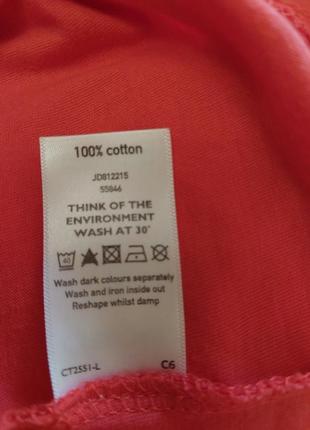 100% cotton
JD812215
55846
THINK OF THE
ENVIRONMENT
WASH AT 30°
40
Wash dark colours separately
Wash and iron inside out
Reshape whilst damp
CT2551-L C6